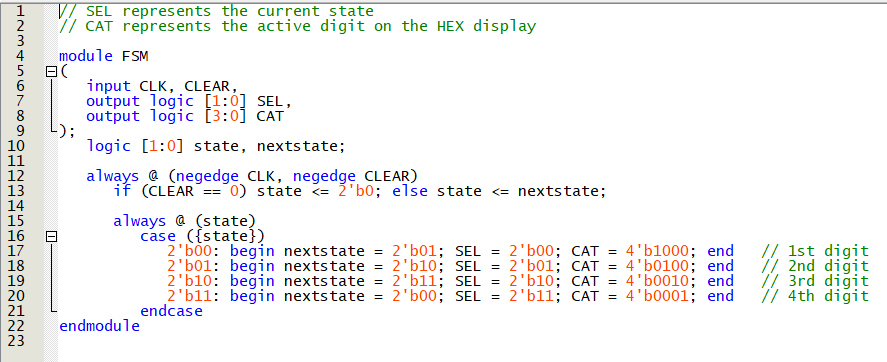 1 // SEL represents the current state
2 // CAT represents the active digit on the HEX display
3
4 module FSM
5 (
6 input CLK, CLEAR,
7 output logic [1:0] SEL,
8 output logic [3:0] CAT
9 );
10 logic [1:0] state, nextstate;
11
12 always @ (negedge CLK, negedge CLEAR)
13 if (CLEAR == 0) state <= 2'b0; else state <= nextstate;
14
15 always @ (state)
16 case ({state})
17 2'b00: begin nextstate = 2'b01; SEL = 2'b00; CAT = 4'b1000; end // 1st digit
18 2'b01: begin nextstate = 2'b10; SEL = 2'b01; CAT = 4'b0100; end // 2nd digit
19 2'b10: begin nextstate = 2'b11; SEL = 2'b10; CAT = 4'b0010; end // 3rd digit
20 2'b11: begin nextstate = 2'b00; SEL = 2'b11; CAT = 4'b0001; end // 4th digit
21 endcase
22 endmodule
23